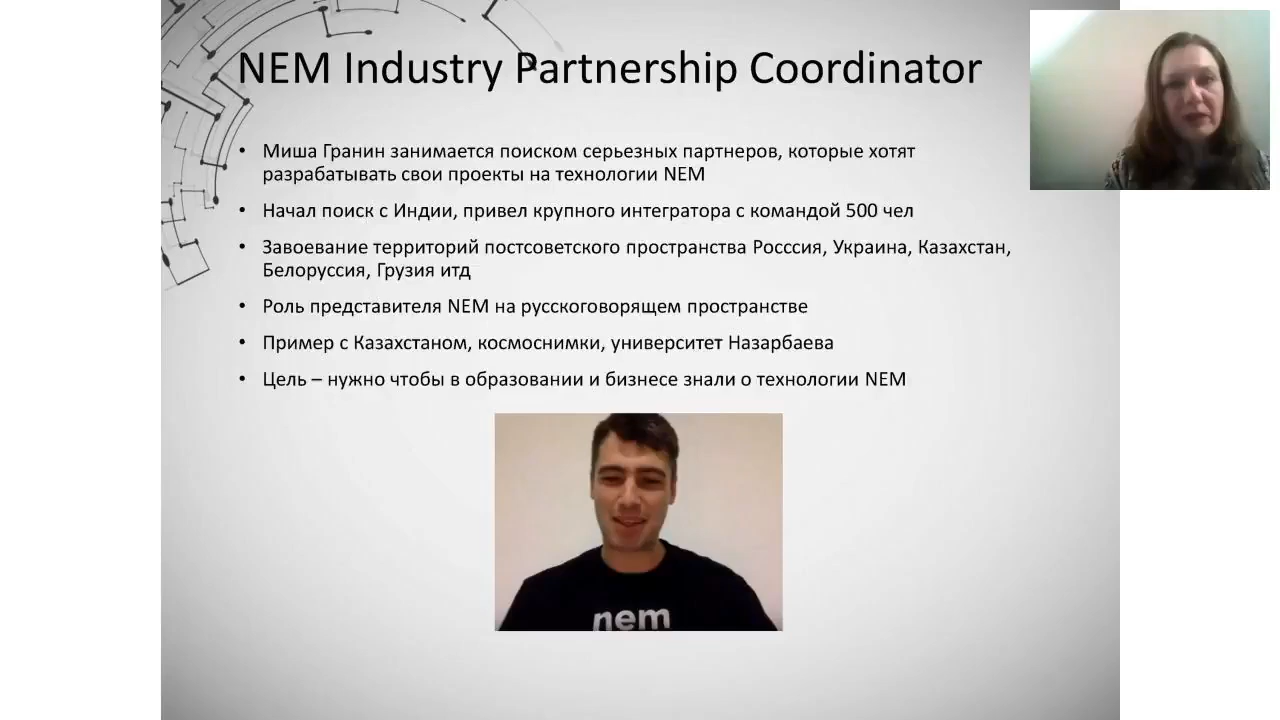 NEM Industry Partnership Coordinator
• Миша Гранин занимается поиском серьезных партнеров, которые хотят
разрабатывать свои проекты на технологии NEM
• Начал поиск с Индии, привел крупного интегратора с командой 500 чел
• Завоевание территорий постсоветского пространства Росссия, Украина, Казахстан,
Белоруссия, Грузия итд
• Роль представителя NEM на русскоговорящем пространстве
• Пример с Казахстаном, космоснимки, университет Назарбаева
• Цель – нужно чтобы в образовании и бизнесе знали о технологии NEM
nem